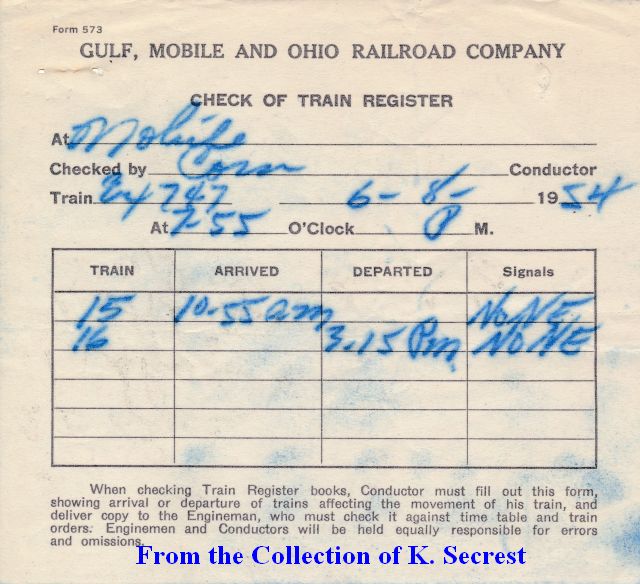 Form 573
GULF, MOBILE AND OHIO RAILROAD COMPANY
CHECK OF TRAIN REGISTER
At Mobile
Checked by Corn Conductor
Train Ex 747 6-8- 1954
At 7-55 O'Clock P M.
TRAIN ARRIVED DEPARTED Signals
15 10-55 am NONE
16 3.15 Pm NONE
When checking Train Register books, Conductor must fill out this form,
showing arrival or departure of trains affecting the movement of his train, and
deliver copy to the Engineman, who must check it against time table and train
orders. Enginemen and Conductors will be held equally responsible for errors
and omissions.
From the Collection of K. Secrest